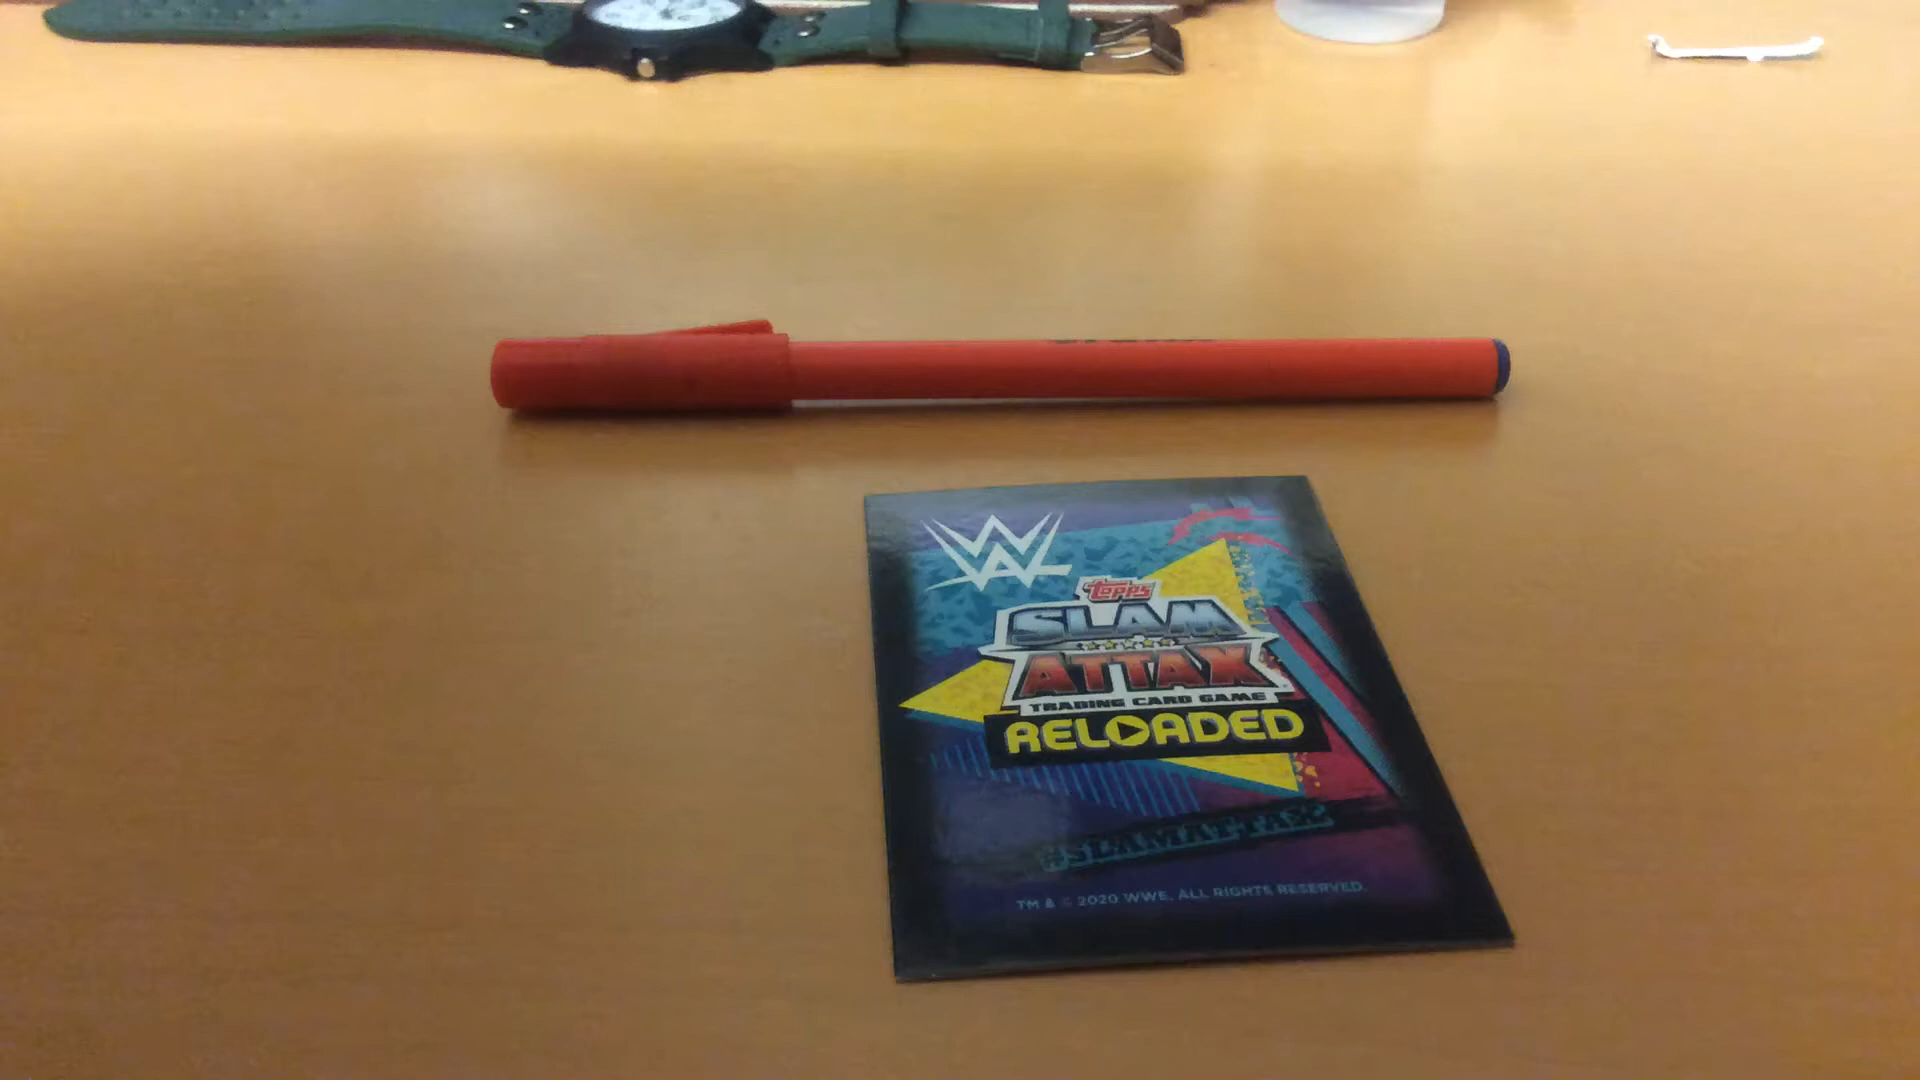 W
Topps
SLAM
ATTAX
TRADING CARD GAME
RELOADED
#SLAMATTAX
TM & © 2020 WWE. ALL RIGHTS RESERVED.